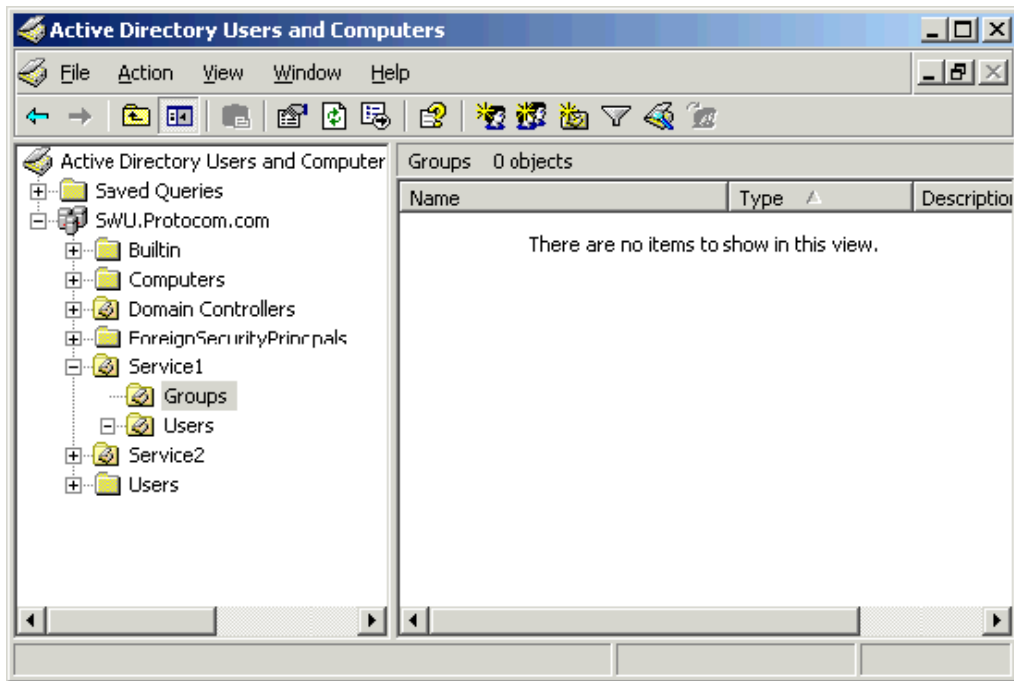 Active Directory Users and Computers
File Action View Window Help
Active Directory Users and Computer
Groups 0 objects
Saved Queries
Name Type Description
SWU.Protocom.com
There are no items to show in this view.
Builtin
Computers
Domain Controllers
ForeignSecurityPrincpals
Service1
Groups
Users
Service2
Users